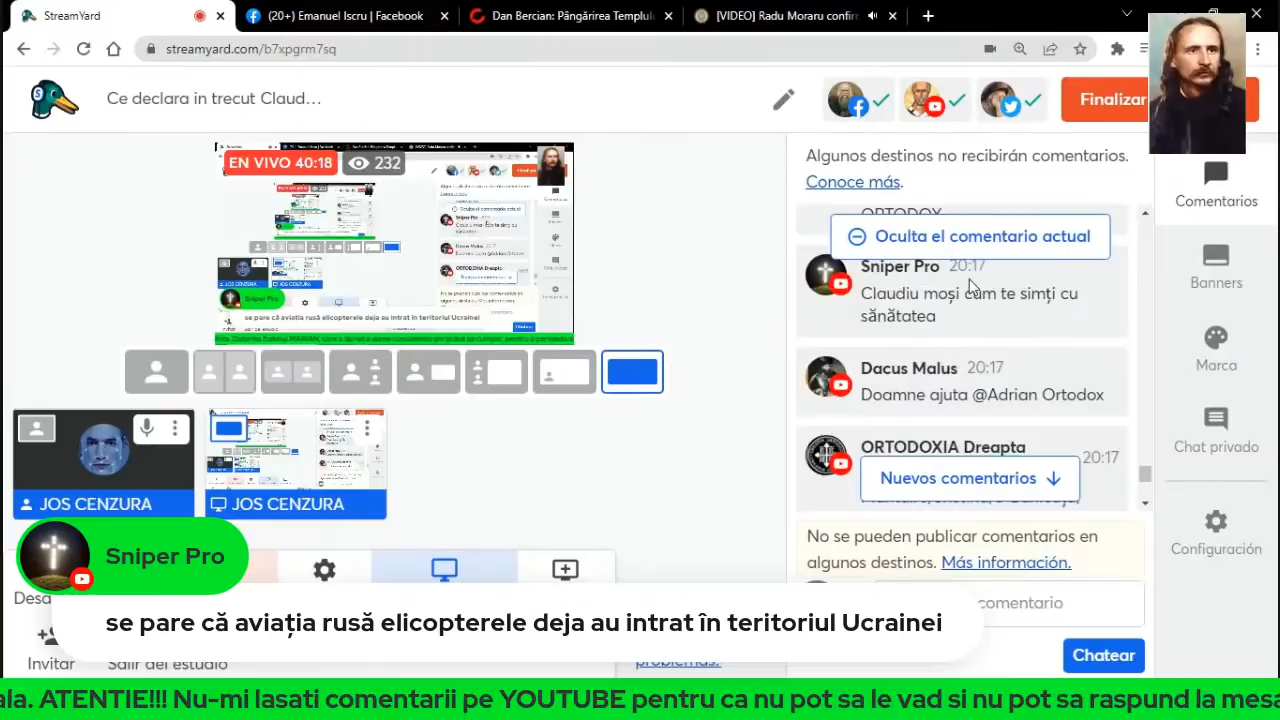 StreamYard
(20+) Emanuel Iscru | Facebook
Dan Bercian: Pângărirea Templul
[VIDEO] Radu Moraru confirm
streamyard.com/b7xpgrm7sq
Ce declara in trecut Claud…
Finalizar
EN VIVO 40:18
232
Algunos destinos no recibirán comentarios.
Conoce más.
ORTODOX
Oculta el comentario actual
Sniper Pro 20:17
Claudiu moși cum te simți cu
sănătatea
Dacus Malus 20:17
Doamne ajuta @Adrian Ortodox
ORTODOXIA Dreapta
20:17
Nuevos comentarios
No se pueden publicar comentarios en
algunos destinos. Más información.
comentario
Chatear
Comentarios
Banners
Marca
Chat privado
Configuración
Sniper Pro
se pare că aviația rusă elicopterele deja au intrat în teritoriul Ucrainei
JOS CENZURA
JOS CENZURA
Sniper Pro
se pare că aviația rusă elicopterele deja au intrat în teritoriul Ucrainei
Desa
Invitar
Salir del estudio
problemas.
ala. ATENTIE!!! Nu-mi lasati comentarii pe YOUTUBE pentru ca nu pot sa le vad si nu pot sa raspund la mesa